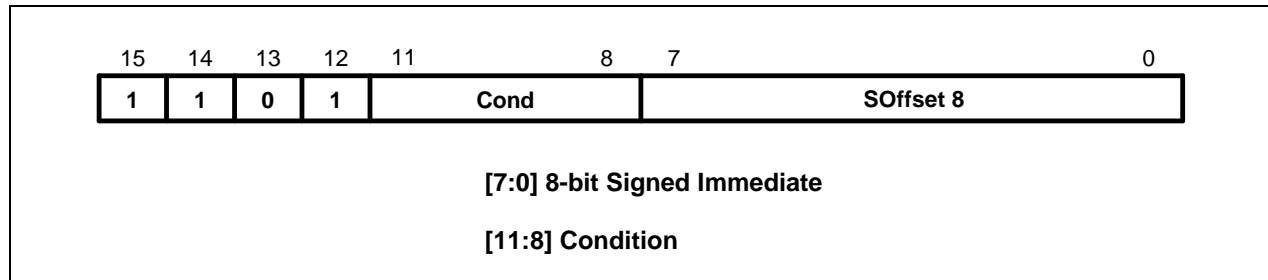 15 14 13 12 11 8 7 0
1 1 0 1 Cond SOffset 8
[7:0] 8-bit Signed Immediate
[11:8] Condition